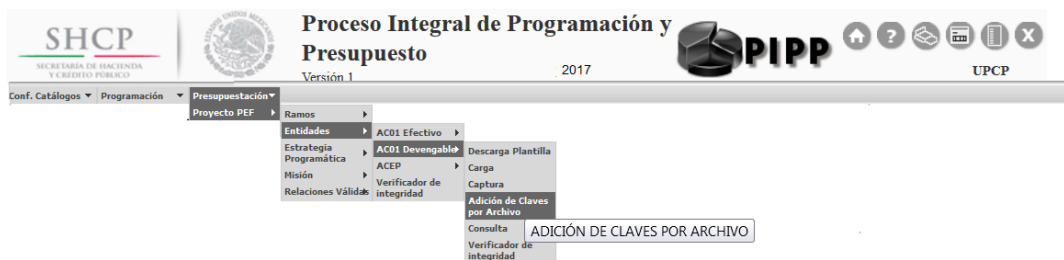 SHCP
SECRETARÍA DE HACIENDA
Y CRÉDITO PÚBLICO
Proceso Integral de Programación y
Presupuesto
Versión 1
2017
PIPP
UPCP
Conf. Catálogos
Programación
Presupuestación
Proyecto PEF
Ramos
Entidades
Estrategia
Programática
Misión
Relaciones Válidas
AC01 Efectivo
AC01 Devengable
ACEP
Verificador de
integridad
Descarga Plantilla
Carga
Captura
Adición de Claves
por Archivo
Consulta
Verificador de
integridad
ADICIÓN DE CLAVES POR ARCHIVO